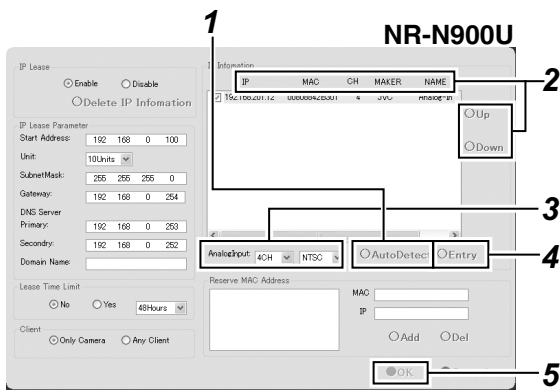 1
NR-N900U
IP Lease
Enable Disable
Delete IP Infomation
IP Lease Parameter
Start Address: 192 168 0 100
Unit: 10Units
SubnetMask: 255 255 255 0
Gateway: 192 168 0 254
DNS Server
Primary: 192 168 0 253
Secondry: 192 168 0 252
Domain Name:
Lease Time Limit
No Yes 48Hours
Client
Only Camera Any Client
Infomation
IP MAC CH MAKER NAME
192.168.201.12 4 JVC Analog-In
2
Up
Down
3
AnalogInput: 4CH NTSC
AutoDetect
Entry
4
Reserve MAC Address
MAC
IP
Add Del
OK
5